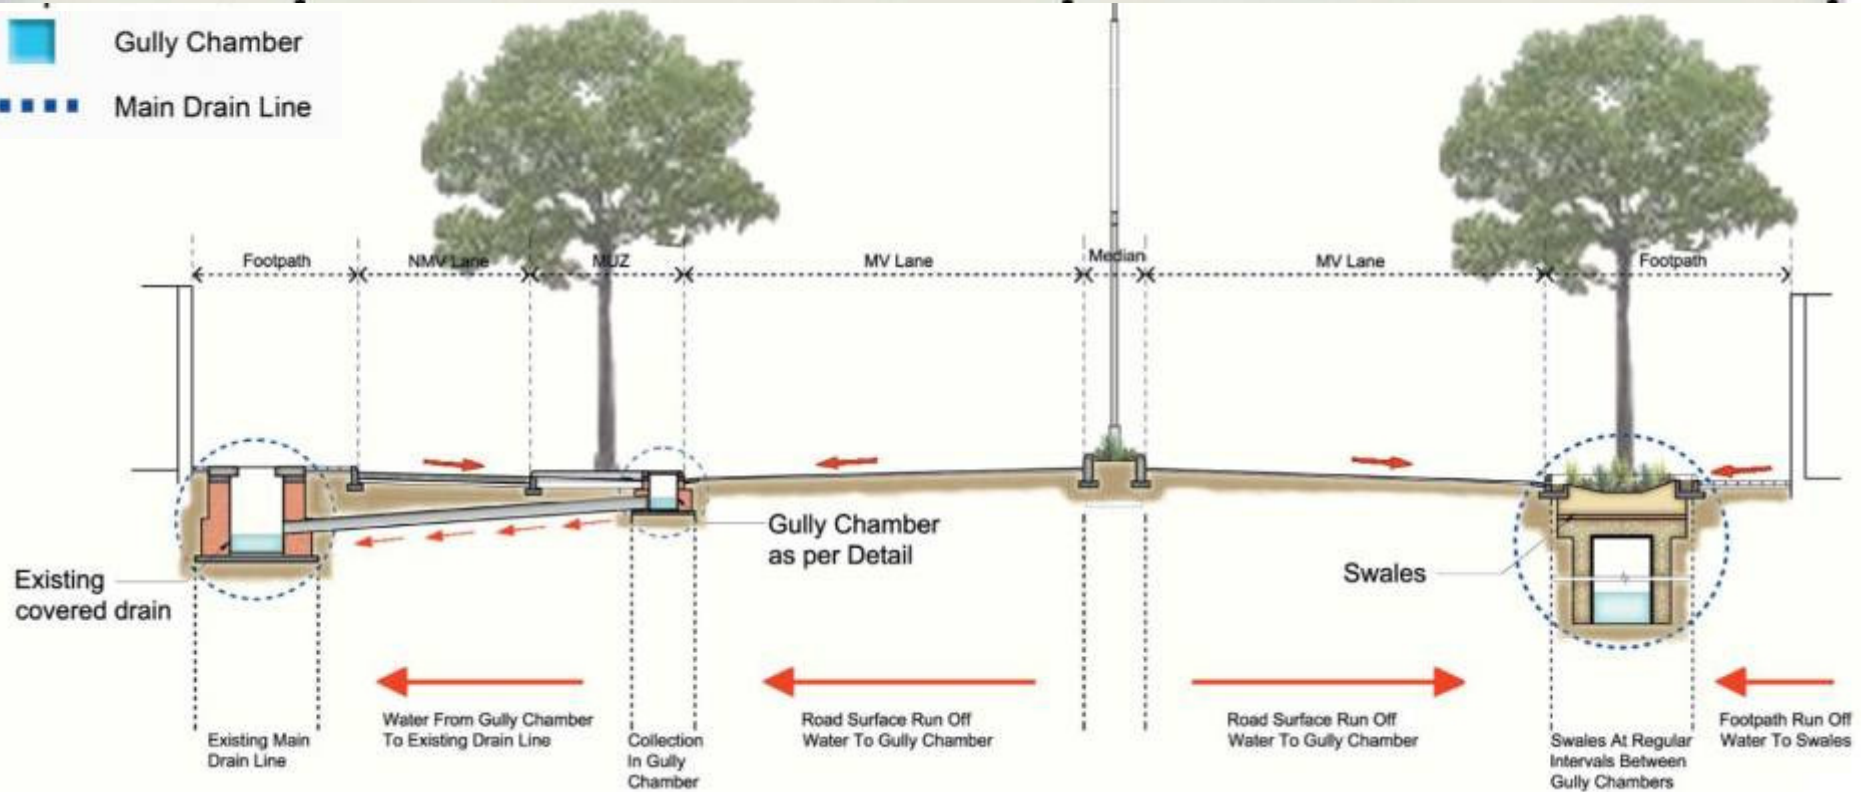 Gully Chamber
Main Drain Line
Footpath
NMV Lane
MUZ
MV Lane
Median
MV Lane
Footpath
Gully Chamber
as per Detail
Existing
covered drain
Swales
Water From Gully Chamber
To Existing Drain Line
Road Surface Run Off
Water To Gully Chamber
Road Surface Run Off
Water To Gully Chamber
Footpath Run Off
Water To Swales
Existing Main
Drain Line
Collection
In Gully
Chamber
Swales At Regular
Intervals Between
Gully Chambers